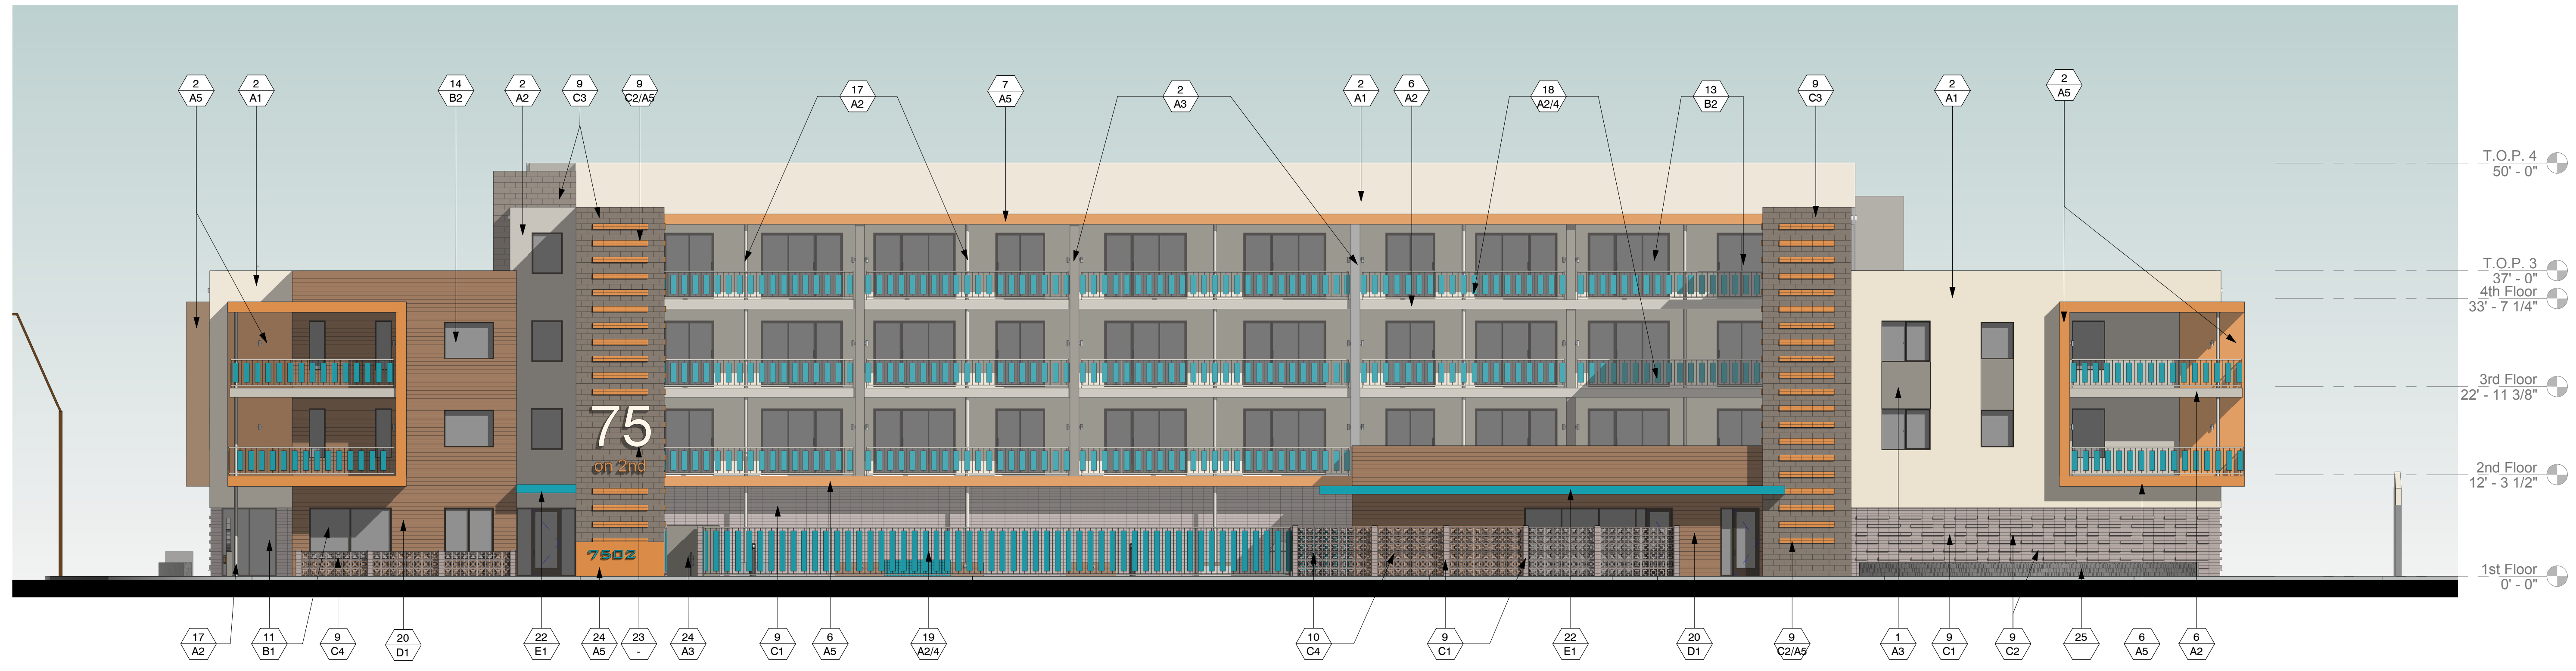 2
A5
2
A1
14
B2
2
A2
9
C3
9
C2/A5
17
A2
7
A5
2
A3
2
A1
6
A2
18
A2/4
13
B2
9
C3
2
A1
2
A5
T.O.P. 4
50' - 0"
T.O.P. 3
37' - 0"
4th Floor
33' - 7 1/4"
3rd Floor
22' - 11 3/8"
75
on 2nd
2nd Floor
12' - 3 1/2"
7502
1st Floor
0' - 0"
17
A2
11
B1
9
C4
20
D1
22
E1
24
A5
23
-
24
A3
9
C1
6
A5
19
A2/4
10
C4
9
C1
22
E1
20
D1
9
C2/A5
1
A3
9
C1
9
C2
25
6
A5
6
A2